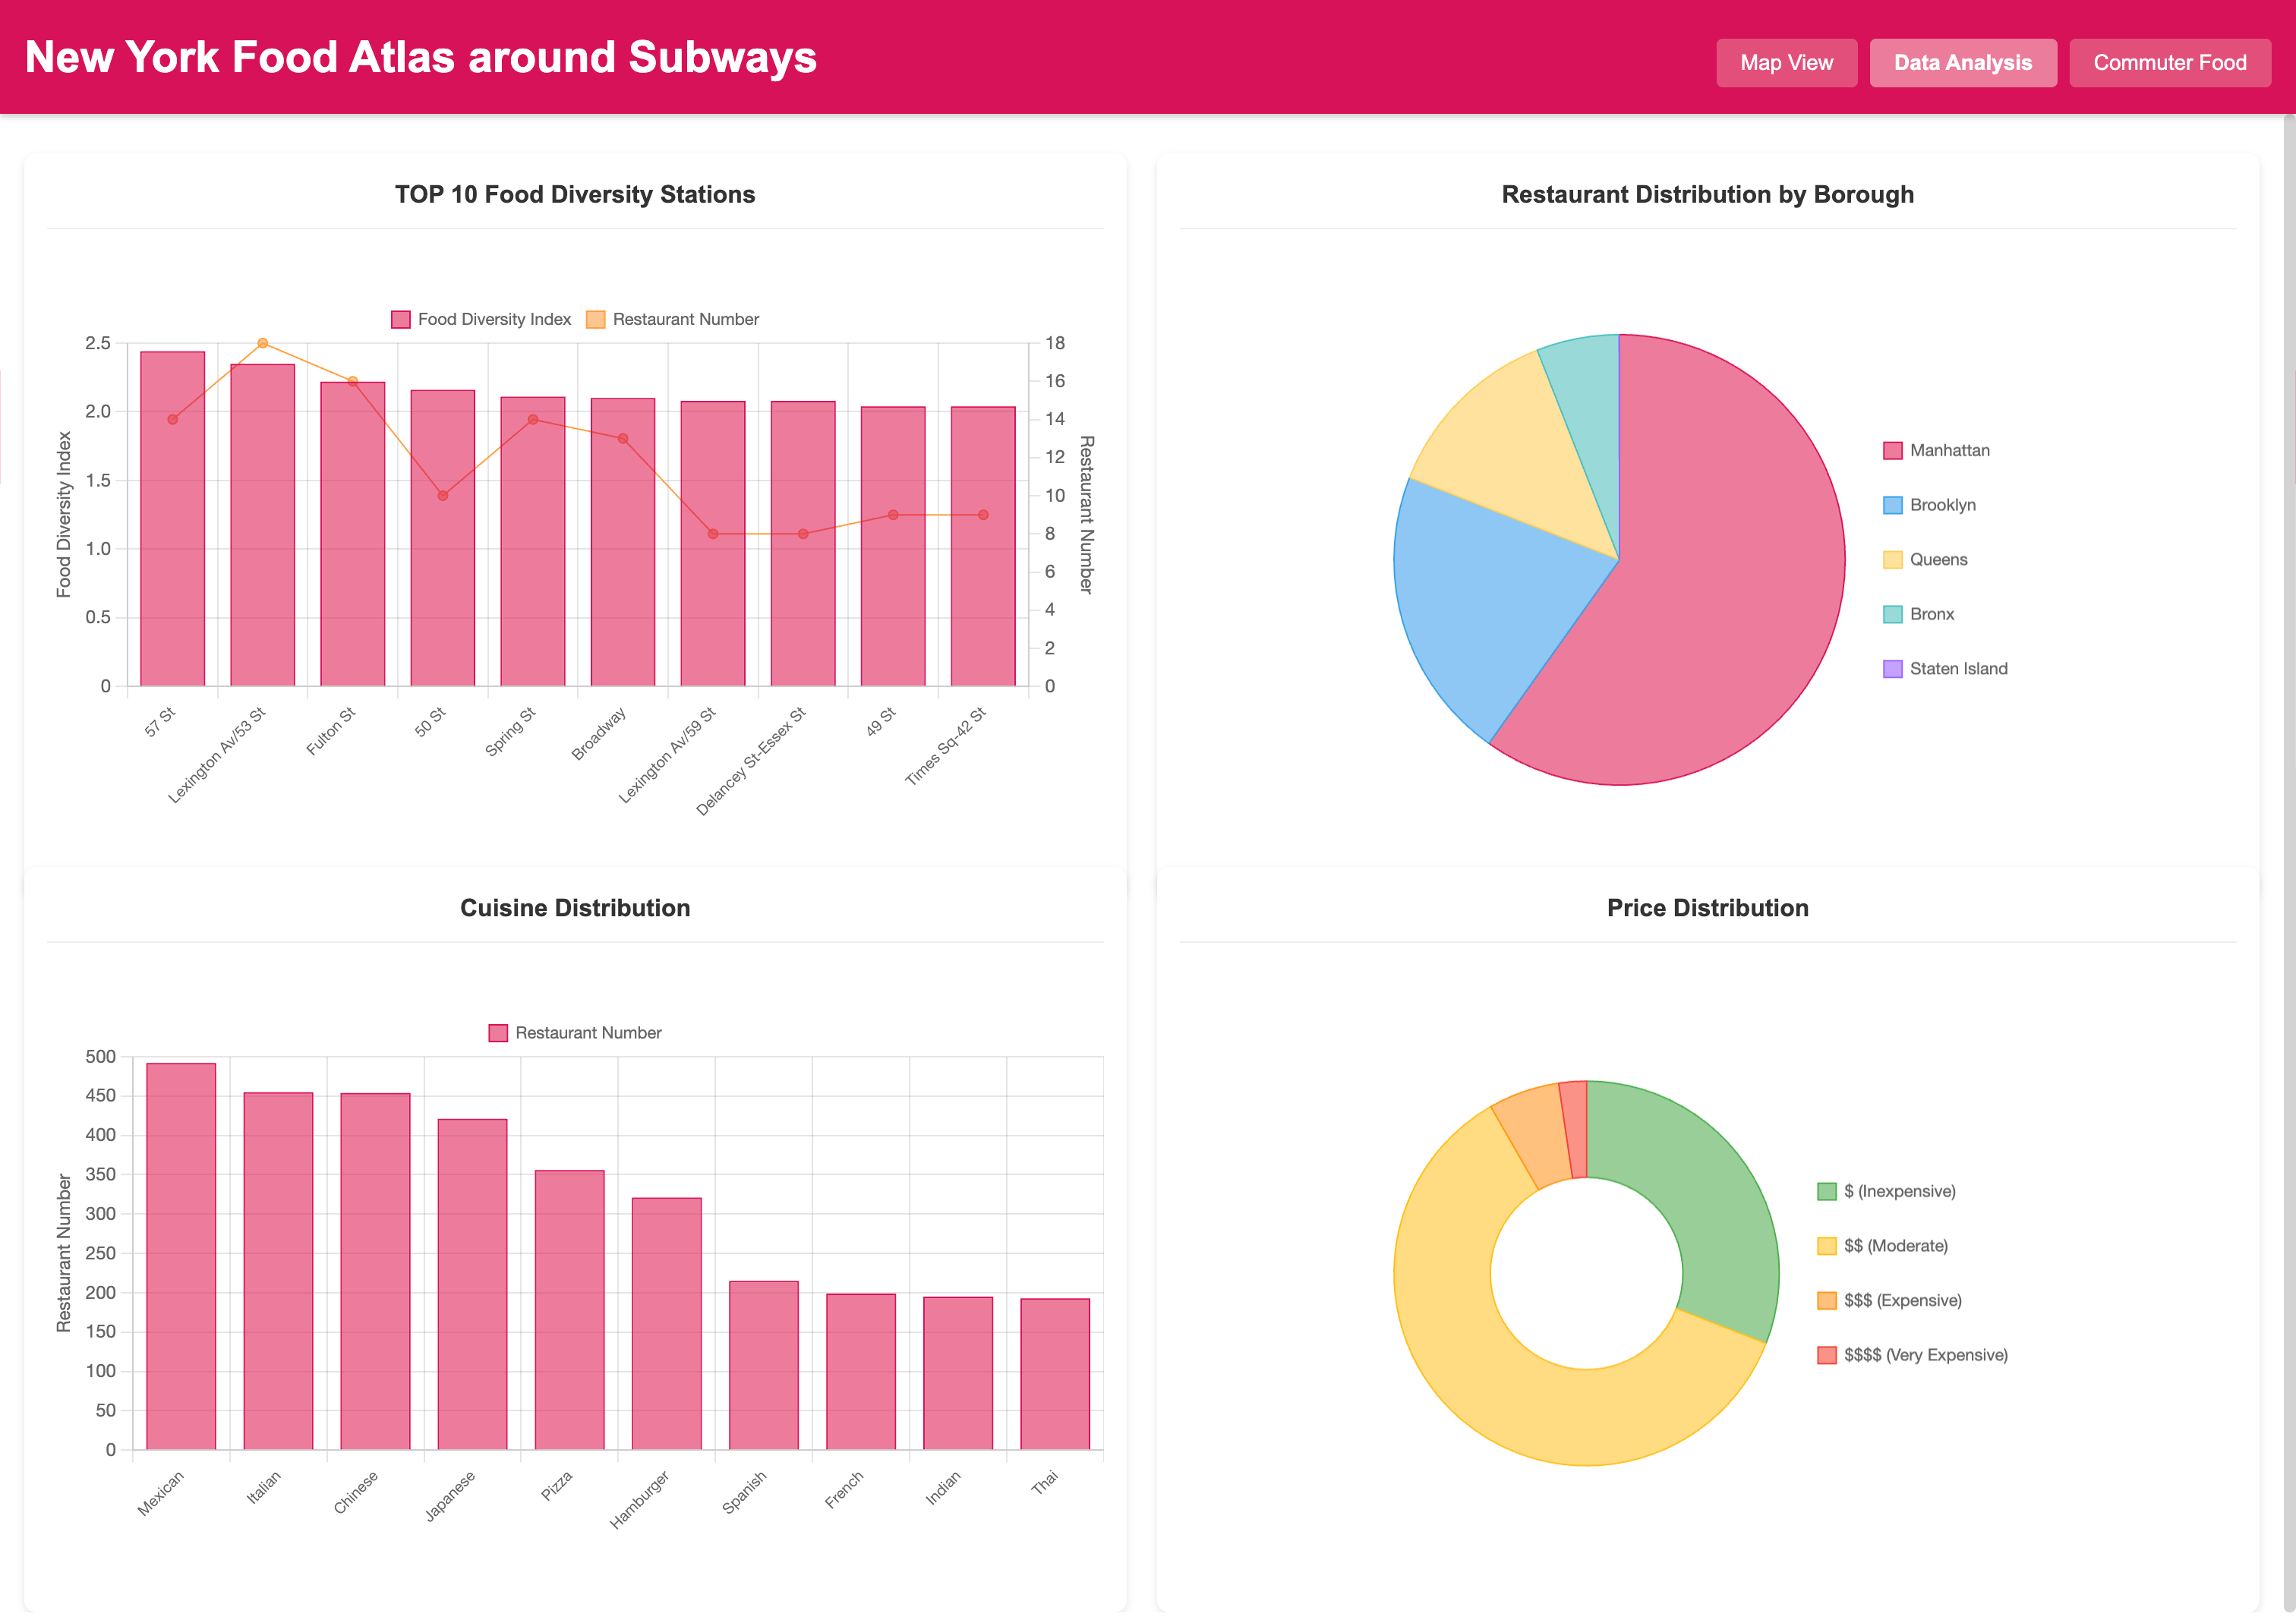 New York Food Atlas around Subways
Map View
Data Analysis
Commuter Food
TOP 10 Food Diversity Stations
Food Diversity Index
Restaurant Number
2.5
2.0
1.5
1.0
0.5
0
Food Diversity Index
18
16
14
12
10
8
6
4
2
0
Restaurant Number
57 St
Lexington Av/53 St
Fulton St
50 St
Spring St
Broadway
Lexington Av/59 St
Delancey St-Essex St
49 St
Times Sq-42 St
Restaurant Distribution by Borough
Manhattan
Brooklyn
Queens
Bronx
Staten Island
Cuisine Distribution
Restaurant Number
500
450
400
350
300
250
200
150
100
50
0
Restaurant Number
Mexican
Italian
Chinese
Japanese
Pizza
Hamburger
Spanish
French
Indian
Thai
Price Distribution
$ (Inexpensive)
$$ (Moderate)
$$$ (Expensive)
$$$$ (Very Expensive)